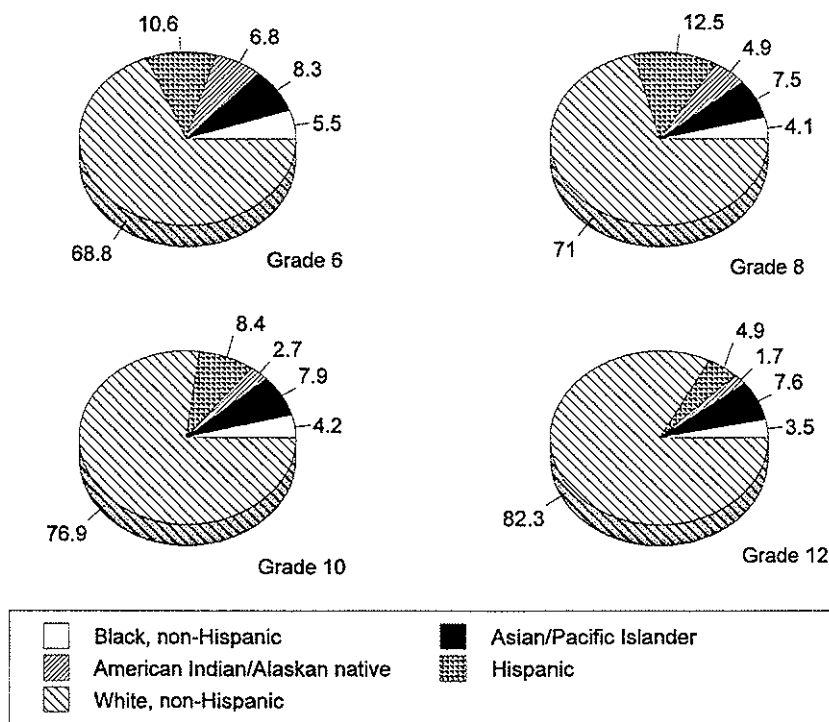 10.6
6.8
8.3
5.5
68.8
Grade 6
12.5
4.9
7.5
4.1
71
Grade 8
8.4
2.7
7.9
4.2
76.9
Grade 10
4.9
1.7
7.6
3.5
82.3
Grade 12
Black, non-Hispanic
American Indian/Alaskan native
White, non-Hispanic
Asian/Pacific Islander
Hispanic